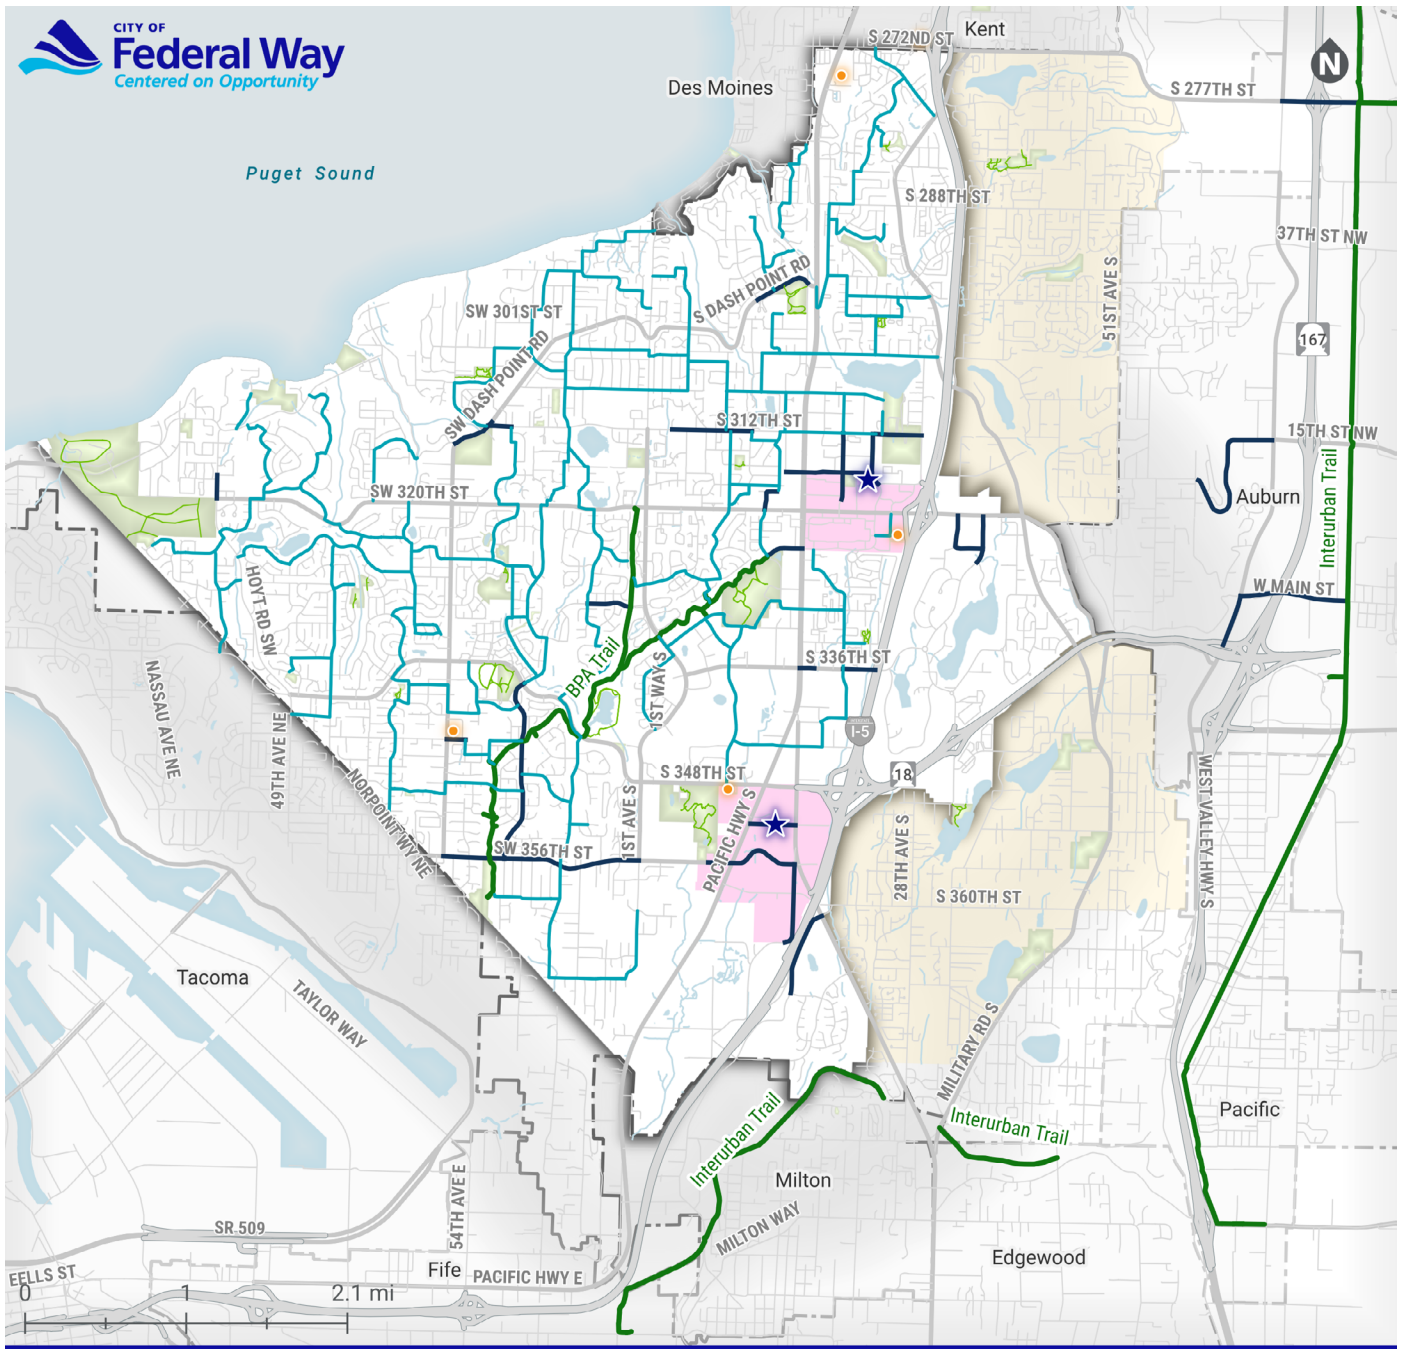 CITY OF
Federal Way
Centered on Opportunity
S 272ND ST
Kent
N
Des Moines
S 277TH ST
Puget Sound
S 288TH ST
37TH ST NW
S DASH POINT RD
51ST AVE S
SW 301ST ST
167
SW DASH POINT RD
S 312TH ST
15TH ST NW
SW 320TH ST
Auburn
Interurban Trail
W MAIN ST
HOYT RD SW
BPA Trail
S 336TH ST
1ST WAY S
NASSAU AVE NE
49TH AVE NE
I-5
18
S 348TH ST
NORPOINT WY NE
1ST AVE S
PACIFIC HWY S
WEST VALLEY HWY S
SW 356TH ST
28TH AVE S
S 360TH ST
Tacoma
TAYLOR WAY
MILITARY RD S
Pacific
Interurban Trail
Interurban Trail
Milton
54TH AVE E
MILTON WAY
SR 509
Edgewood
Fife
PACIFIC HWY E
EELLS ST
0 1 2.1 mi